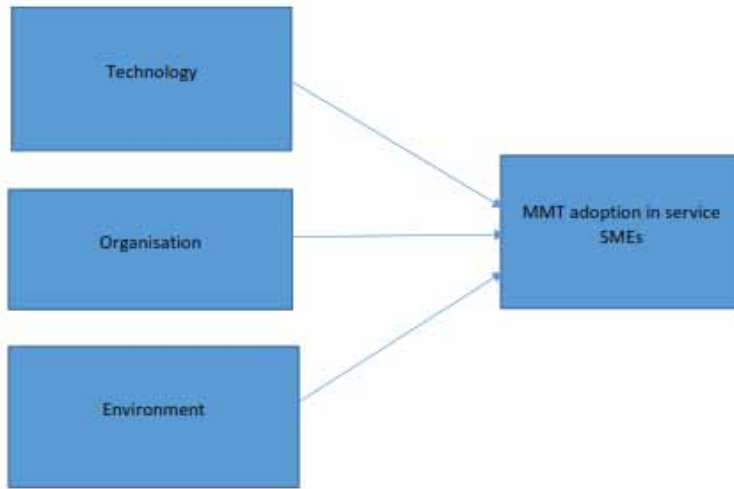 Technology
Organisation
MMT adoption in service
SMEs
Environment